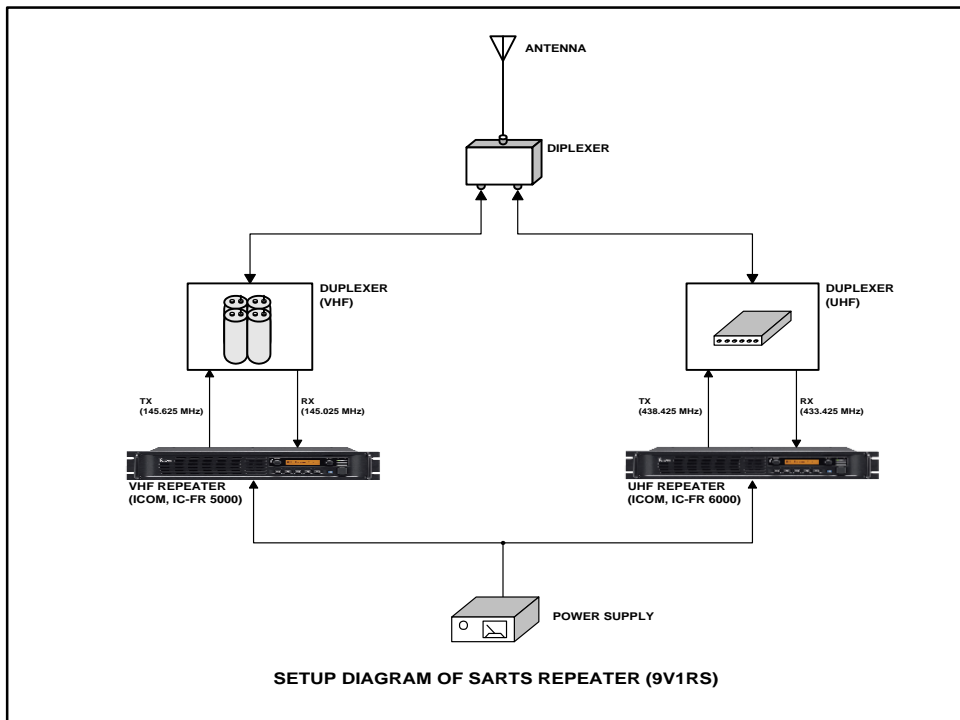 ANTENNA
DIPLEXER
DUPLEXER
(VHF)
DUPLEXER
(UHF)
TX
(145.625 MHz)
RX
(145.025 MHz)
TX
(438.425 MHz)
RX
(433.425 MHz)
VHF REPEATER
(ICOM, IC-FR 5000)
UHF REPEATER
(ICOM, IC-FR 6000)
POWER SUPPLY
SETUP DIAGRAM OF SARTS REPEATER (9V1RS)